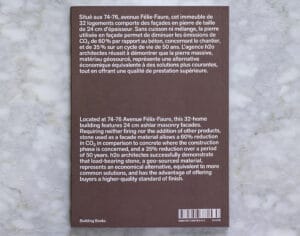 Situé aux 74-76, avenue Félix-Faure, cet immeuble de
32 logements comporte des façades en pierre de taille
de 24 cm d'épaisseur. Sans cuisson ni mélange, la pierre
utilisée en façade permet de diminuer les émissions de
CO₂ de 60 % par rapport au béton, concernant le chantier,
et de 35 % sur un cycle de vie de 50 ans. L'agence h2o
architectes réussit à démontrer que la pierre massive,
matériau géosourcé, représente une alternative
économique équivalente à des solutions plus courantes,
tout en offrant une qualité de prestation supérieure.
Located at 74-76 Avenue Félix-Faure, this 32-home
building features 24 cm ashlar masonry façades.
Requiring neither firing nor the addition of other products,
stone used as a façade material allows a 60% reduction
in CO₂ in comparison to concrete where the construction
phase is concerned, and a 35% reduction over a period
of 50 years. h2o architectes successfully demonstrate
that load-bearing stone, a geo-sourced material,
represents an economical alternative, equivalent to more
common solutions, and has the advantage of offering
buyers a higher-quality standard of finish.
Building Books